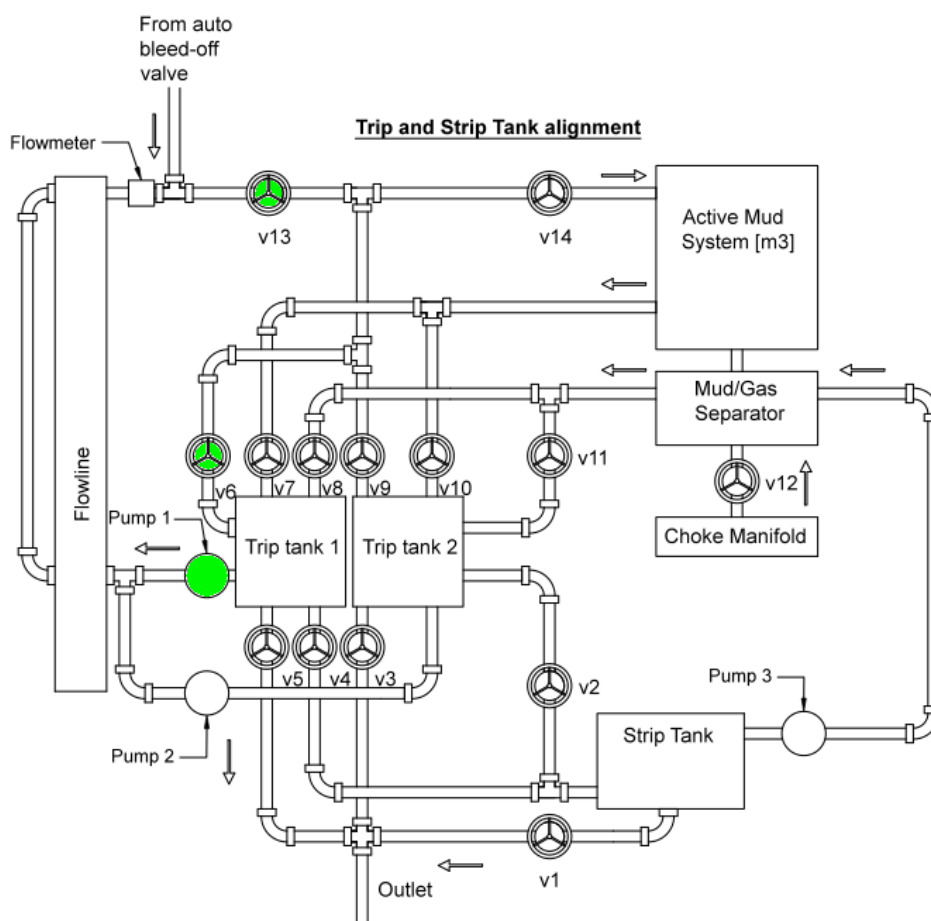 From auto
bleed-off
valve
Trip and Strip Tank alignment
Flowmeter
v13
v14
Active Mud
System [m3]
Mud/Gas
Separator
v11
v12
Choke Manifold
Flowline
v6
v7
v8
v9
v10
Pump 1
Trip tank 1
Trip tank 2
v5
v4
v3
v2
Pump 3
Pump 2
Strip Tank
v1
Outlet